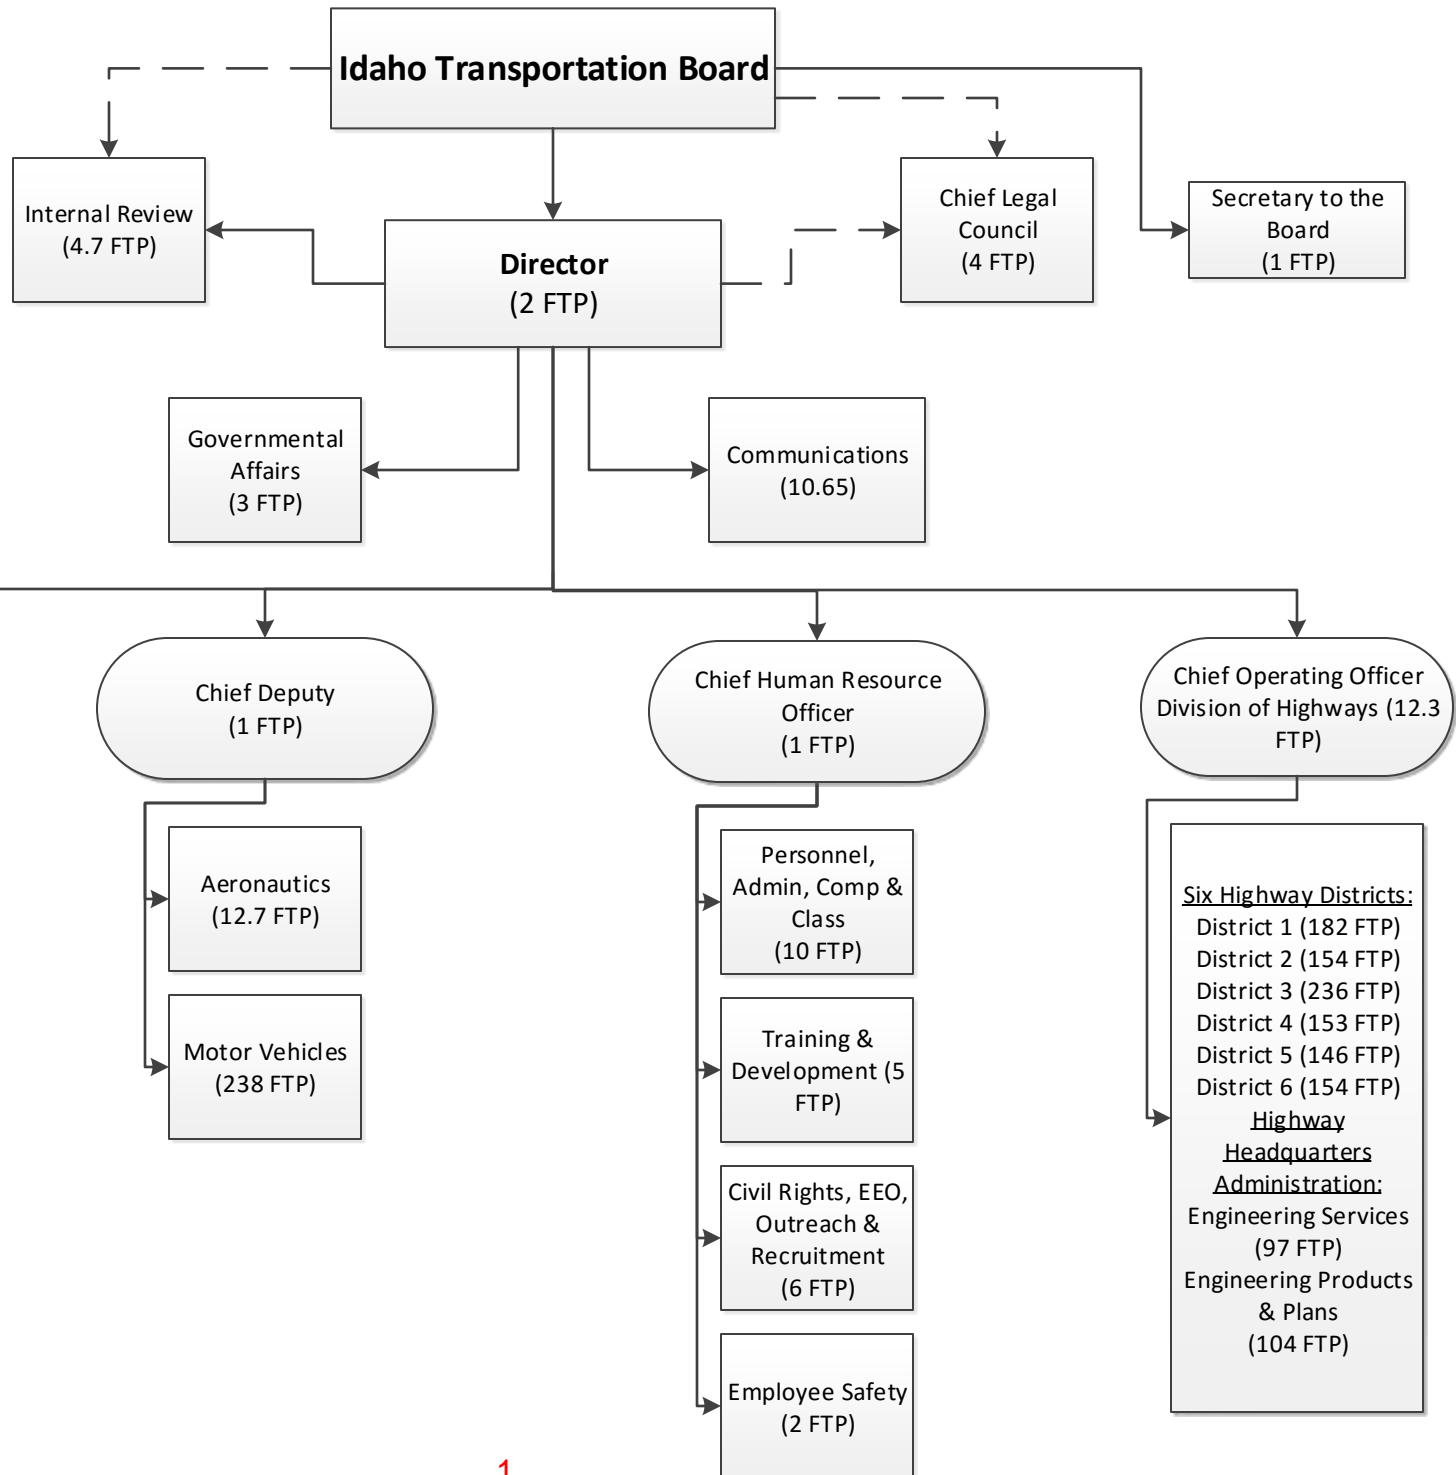 Idaho Transportation Board
Internal Review
(4.7 FTP)
Director
(2 FTP)
Chief Legal
Council
(4 FTP)
Secretary to the
Board
(1 FTP)
Governmental
Affairs
(3 FTP)
Communications
(10.65)
Chief Deputy
(1 FTP)
Chief Human Resource
Officer
(1 FTP)
Chief Operating Officer
Division of Highways (12.3
FTP)
Aeronautics
(12.7 FTP)
Motor Vehicles
(238 FTP)
Personnel,
Admin, Comp &
Class
(10 FTP)
Training &
Development (5
FTP)
Civil Rights, EEO,
Outreach &
Recruitment
(6 FTP)
Employee Safety
(2 FTP)
Six Highway Districts:
District 1 (182 FTP)
District 2 (154 FTP)
District 3 (236 FTP)
District 4 (153 FTP)
District 5 (146 FTP)
District 6 (154 FTP)
Highway
Headquarters
Administration:
Engineering Services
(97 FTP)
Engineering Products
& Plans
(104 FTP)
1